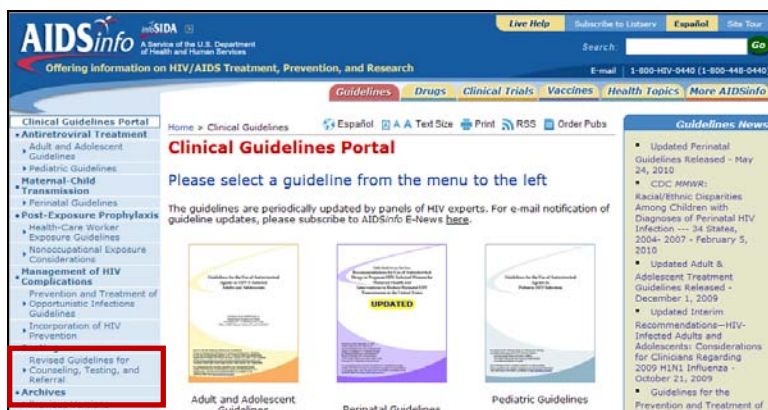 AIDSinfo infoSIDA
A Service of the U.S. Department
of Health and Human Services
Offering information on HIV/AIDS Treatment, Prevention, and Research
Live Help Subscribe to Listserv Español Site Tour
Search: Go
E-mail 1-800-HIV-0440 (1-800-448-0440)
Guidelines Drugs Clinical Trials Vaccines Health Topics More AIDSinfo
Clinical Guidelines Portal
Antiretroviral Treatment
Adult and Adolescent
Guidelines
Pediatric Guidelines
Maternal-Child
Transmission
Perinatal Guidelines
Post-Exposure Prophylaxis
Health-Care Worker
Exposure Guidelines
Nonoccupational Exposure
Considerations
Management of HIV
Complications
Prevention and Treatment of
Opportunistic Infections
Guidelines
Incorporation of HIV
Prevention
Revised Guidelines for
Counseling, Testing, and
Referral
Archives
Home > Clinical Guidelines Español A A Text Size Print RSS Order Pubs
Clinical Guidelines Portal
Please select a guideline from the menu to the left
The guidelines are periodically updated by panels of HIV experts. For e-mail notification of
guideline updates, please subscribe to AIDSinfo E-News here.
UPDATED
Adult and Adolescent
Guidelines
Perinatal Guidelines
Pediatric Guidelines
Guidelines News
Updated Perinatal
Guidelines Released - May
24, 2010
CDC MMWR:
Racial/Ethnic Disparities
Among Children with
Diagnoses of Perinatal HIV
Infection --- 34 States,
2004- 2007 - February 5,
2010
Updated Adult &
Adolescent Treatment
Guidelines Released -
December 1, 2009
Updated Interim
Recommendations—HIV-
Infected Adults and
Adolescents: Considerations
for Clinicians Regarding
2009 H1N1 Influenza -
October 21, 2009
Guidelines for the
Prevention and Treatment of